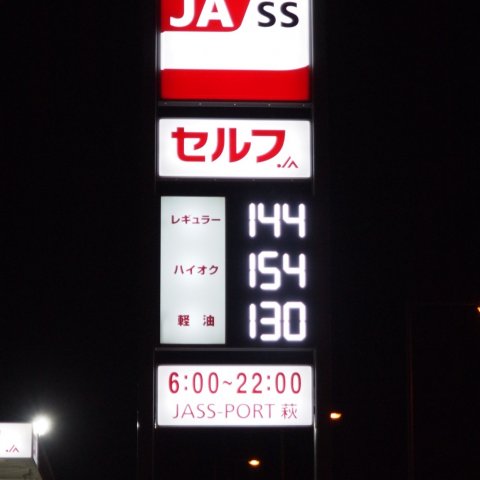 JA SS
セルフ JA
レギュラー 144
ハイオク 154
軽油 130
6:00~22:00
JASS-PORT 萩
JA